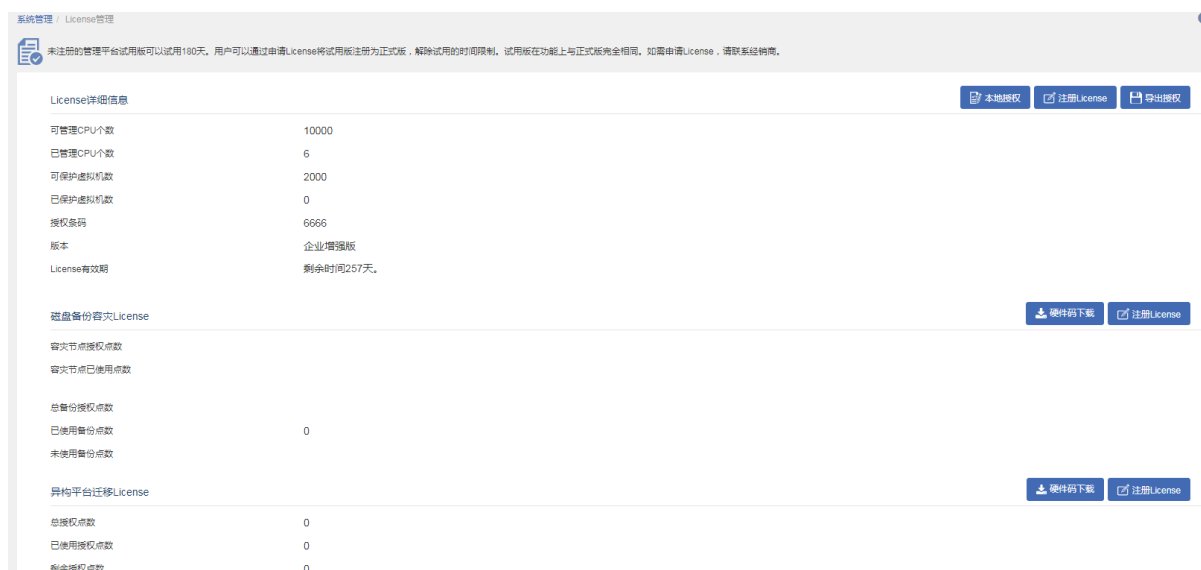 系统管理 / License管理
未注册的管理平台试用版可以试用180天。用户可以通过申请License将试用版注册为正式版，解除试用的时间限制。试用版在功能上与正式版完全相同。如需申请License，请联系经销商。
License详细信息 本地授权 注册License 导出授权
可管理CPU个数 10000
已管理CPU个数 6
可保护虚拟机数 2000
已保护虚拟机数 0
授权条码 6666
版本 企业增强版
License有效期 剩余时间257天。
磁盘备份容灾License 硬件码下载 注册License
容灾节点授权点数
容灾节点已使用点数
总备份授权点数
已使用备份点数 0
未使用备份点数
异构平台迁移License 硬件码下载 注册License
总授权点数 0
已使用授权点数 0
剩余授权点数 0